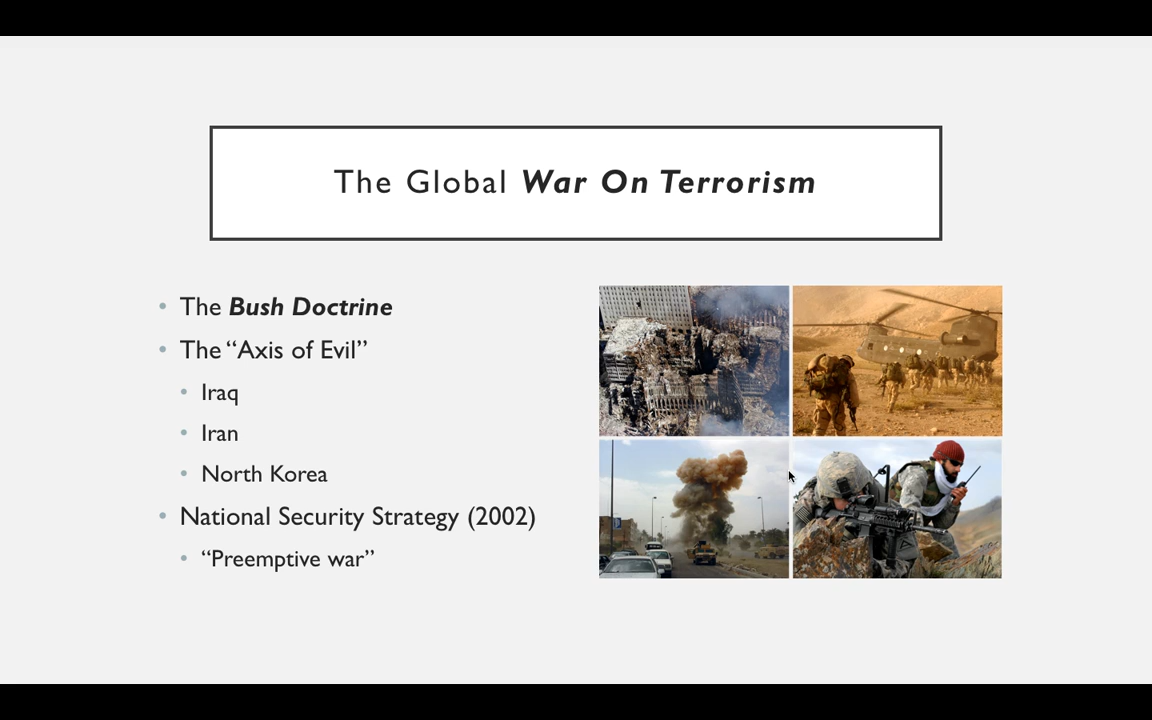 The Global War On Terrorism
The Bush Doctrine
The “Axis of Evil”
Iraq
Iran
North Korea
National Security Strategy (2002)
“Preemptive war”